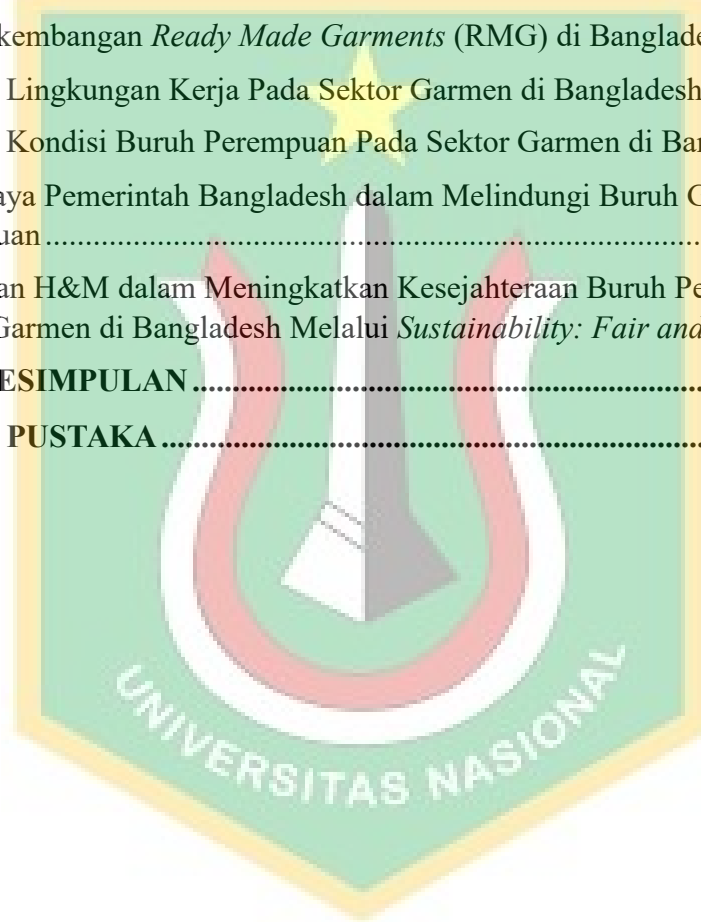 kembangan Ready Made Garments (RMG) di Banglade
Lingkungan Kerja Pada Sektor Garmen di Bangladesh
Kondisi Buruh Perempuan Pada Sektor Garmen di Ban
aya Pemerintah Bangladesh dalam Melindungi Buruh G
uan........................................................................
an H&M dalam Meningkatkan Kesejahteraan Buruh Pe
Garmen di Bangladesh Melalui Sustainability: Fair and
ESIMPULAN........................................................
PUSTAKA............................................................
UNIVERSITAS NASIONAL